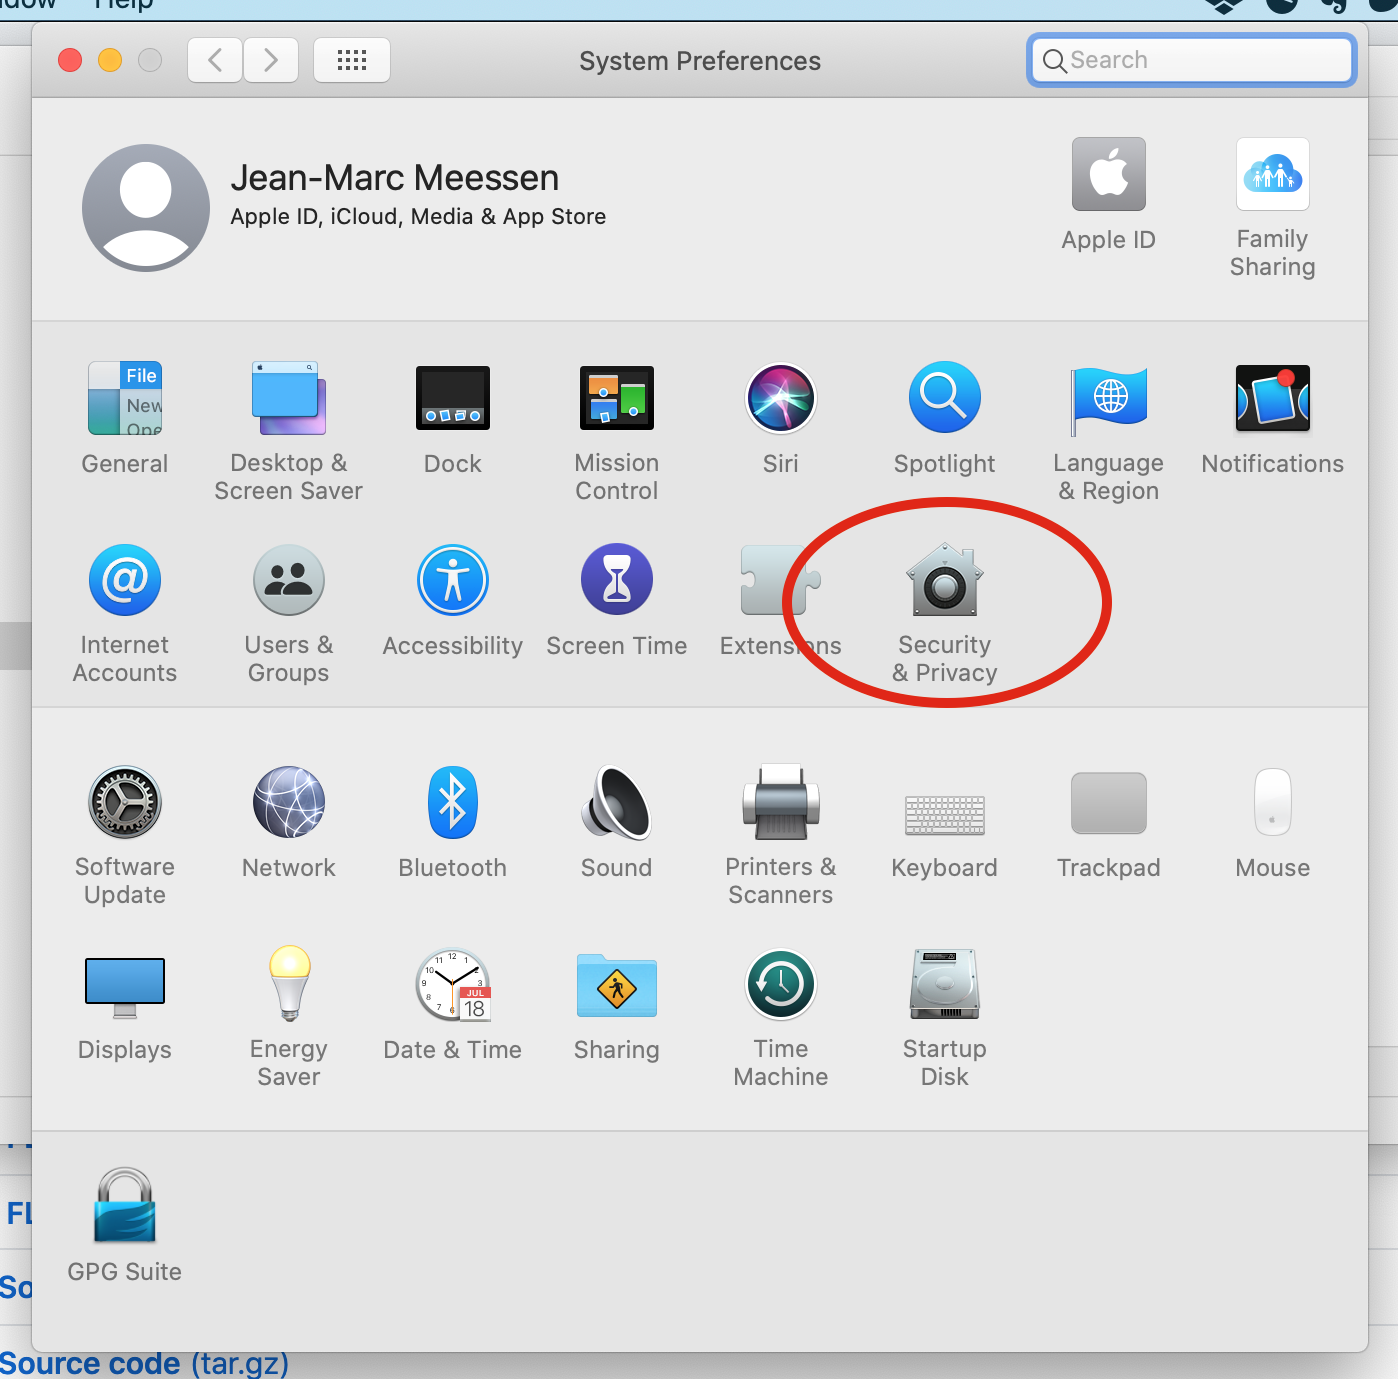 Help
System Preferences
Search
Jean-Marc Meessen
Apple ID, iCloud, Media & App Store
Apple ID
Family
Sharing
File
New
Ope
General
Desktop &
Screen Saver
Dock
Mission
Control
Siri
Spotlight
Language
& Region
Notifications
@
Internet
Accounts
Users &
Groups
Accessibility
Screen Time
Extensions
Security
& Privacy
Software
Update
Network
Bluetooth
Sound
Printers &
Scanners
Keyboard
Trackpad
Mouse
JUL
18
Displays
Energy
Saver
Date & Time
Sharing
Time
Machine
Startup
Disk
FL
GPG Suite
So
Source code (tar.gz)